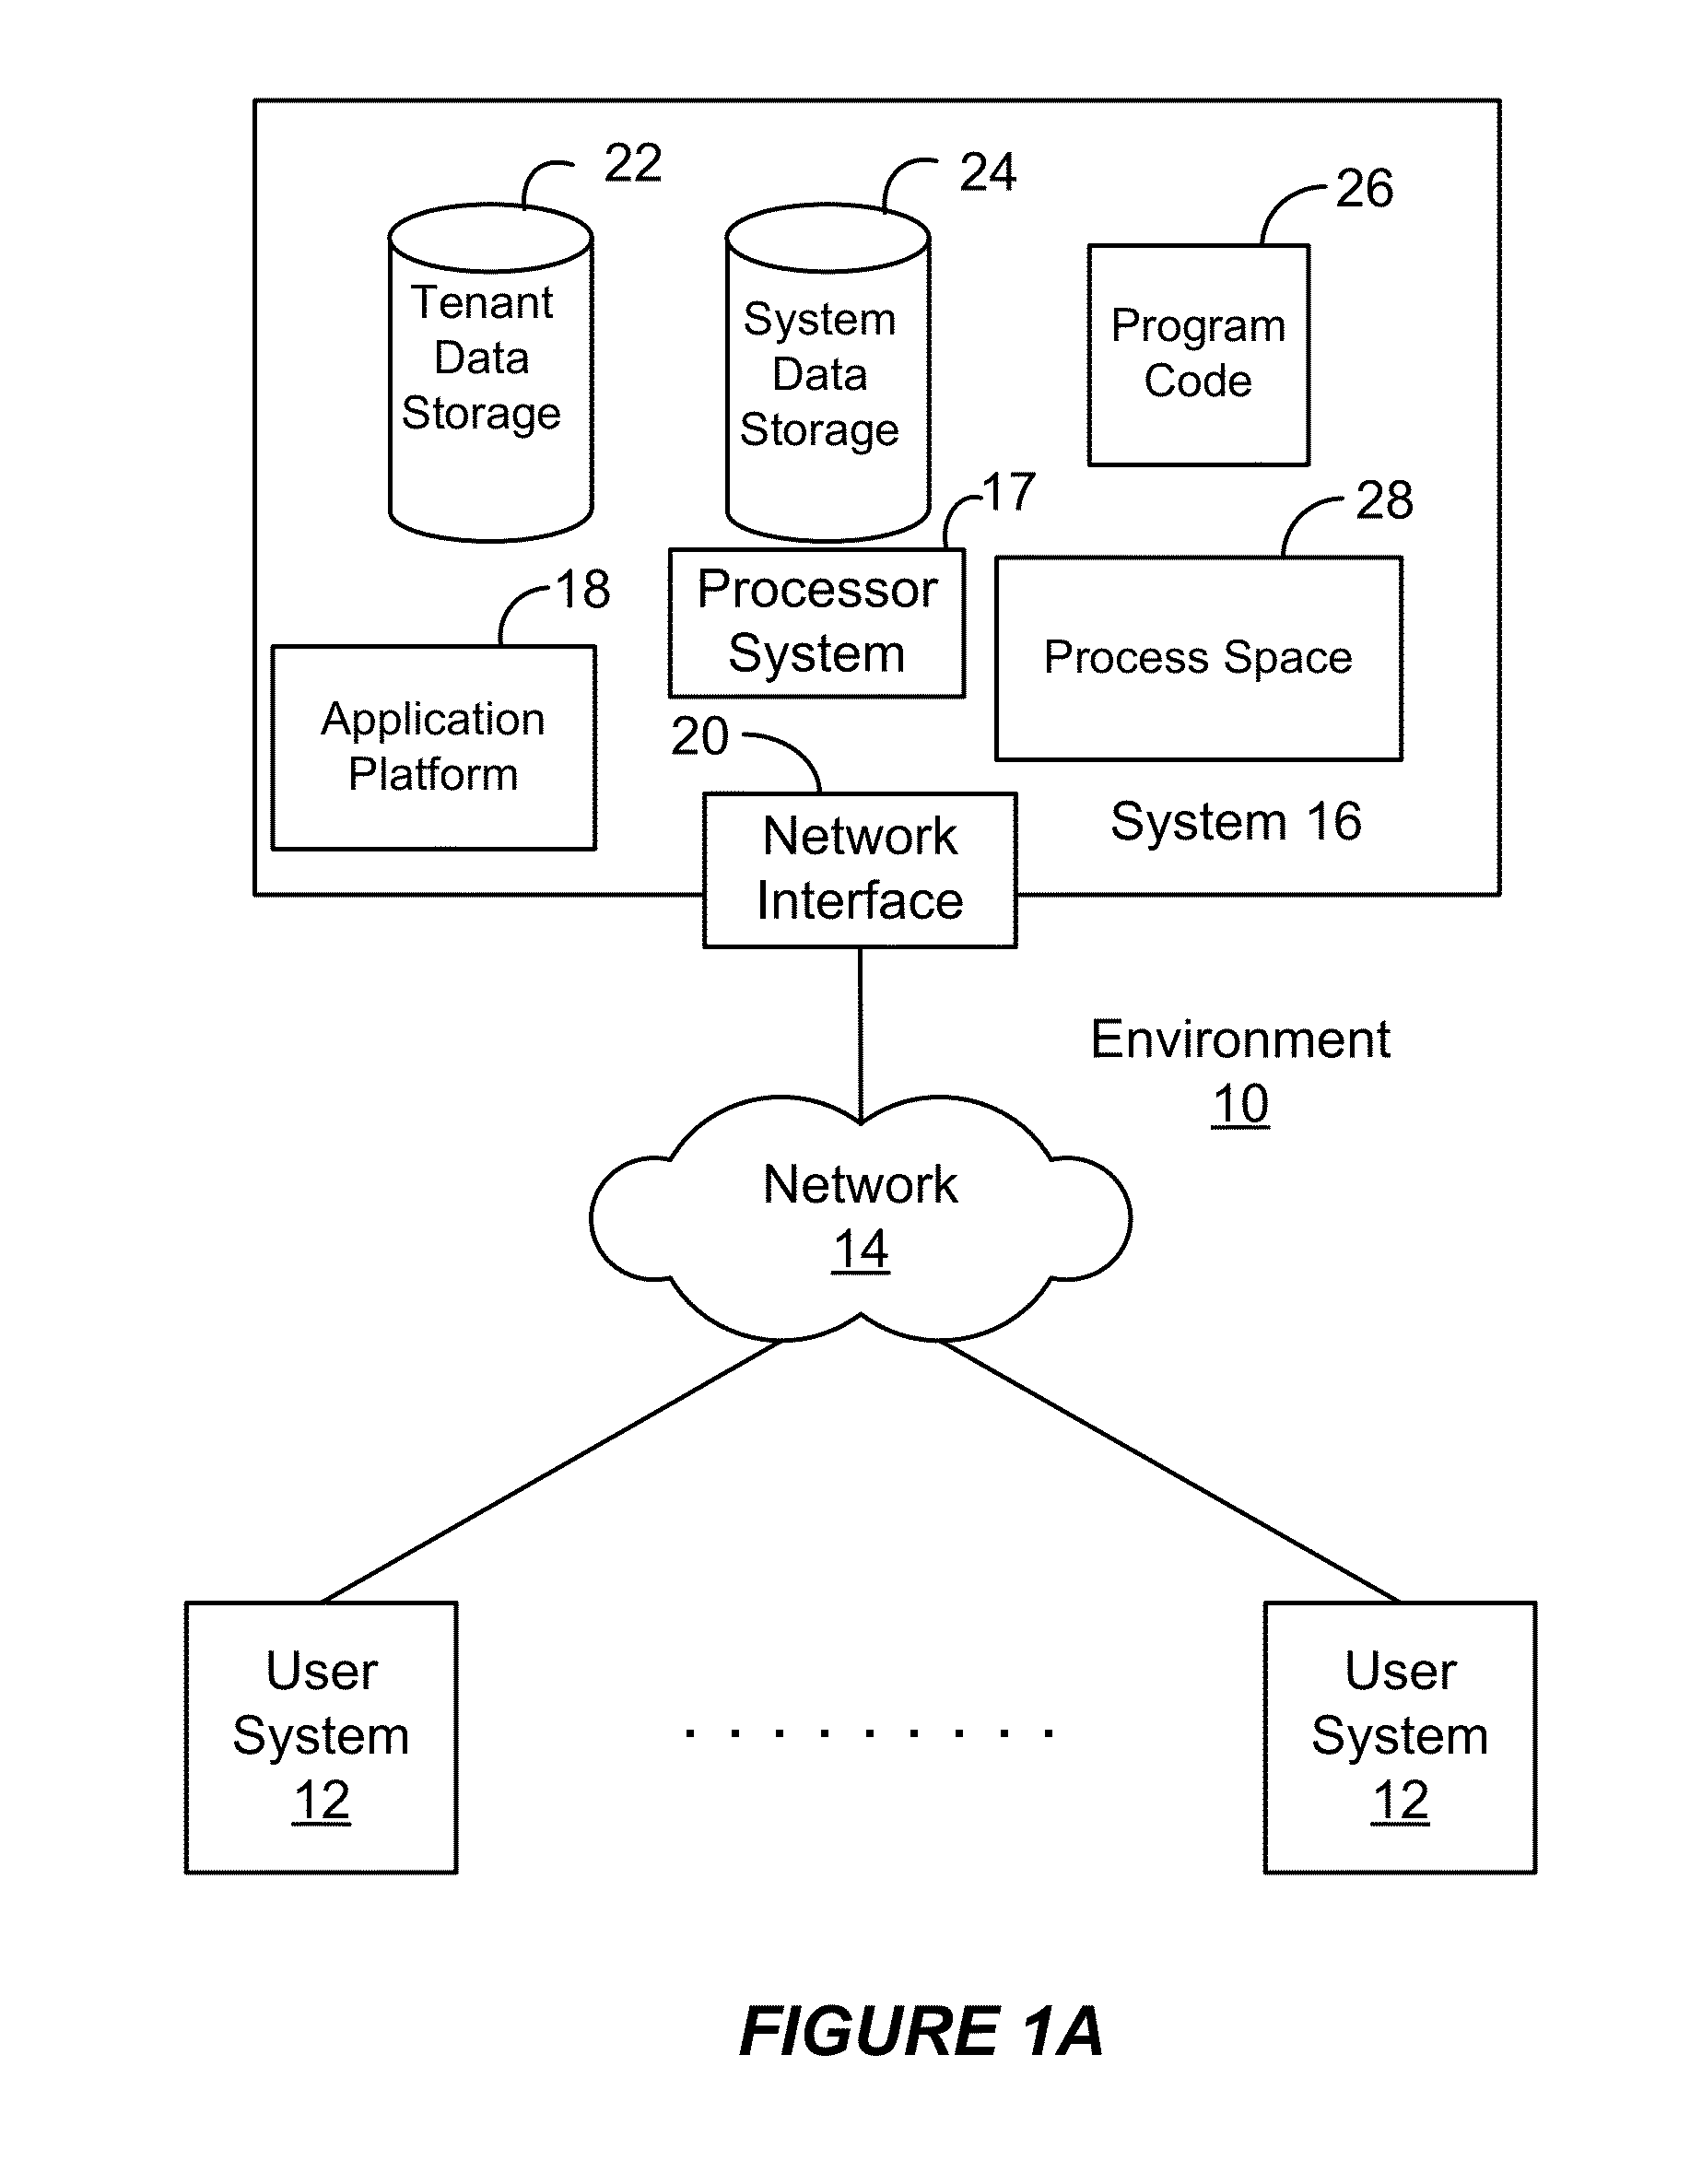 22
24
26
Tenant
Data
Storage
System
Data
Storage
Program
Code
17
28
18
Processor
System
Process Space
Application
Platform
20
System 16
Network
Interface
Environment
10
Network
14
User
System
12
. . . . . . . . .
User
System
12
FIGURE 1A